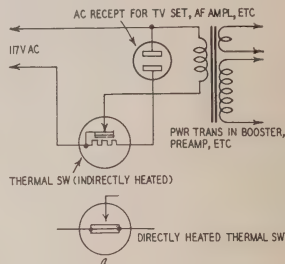 AC RECEPT FOR TV SET, AF AMPL, ETC
117V AC
PWR TRANS IN BOOSTER,
PREAMP, ETC
THERMAL SW (INDIRECTLY HEATED)
DIRECTLY HEATED THERMAL SW